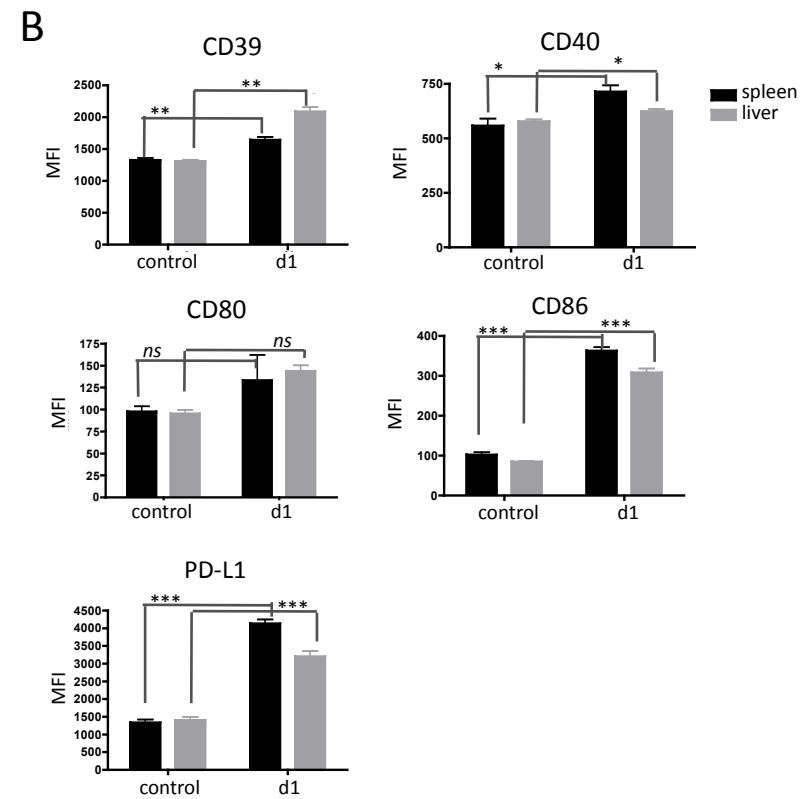 B
CD39
MFI
2500
2000
1500
1000
500
0
**
**
control
d1
CD40
MFI
750
500
250
0
*
*
control
d1
spleen
liver
CD80
MFI
175
150
125
100
75
50
25
0
ns
ns
control
d1
CD86
MFI
400
300
200
100
0
***
***
control
d1
PD-L1
MFI
4500
4000
3500
3000
2500
2000
1500
1000
500
0
***
***
control
d1